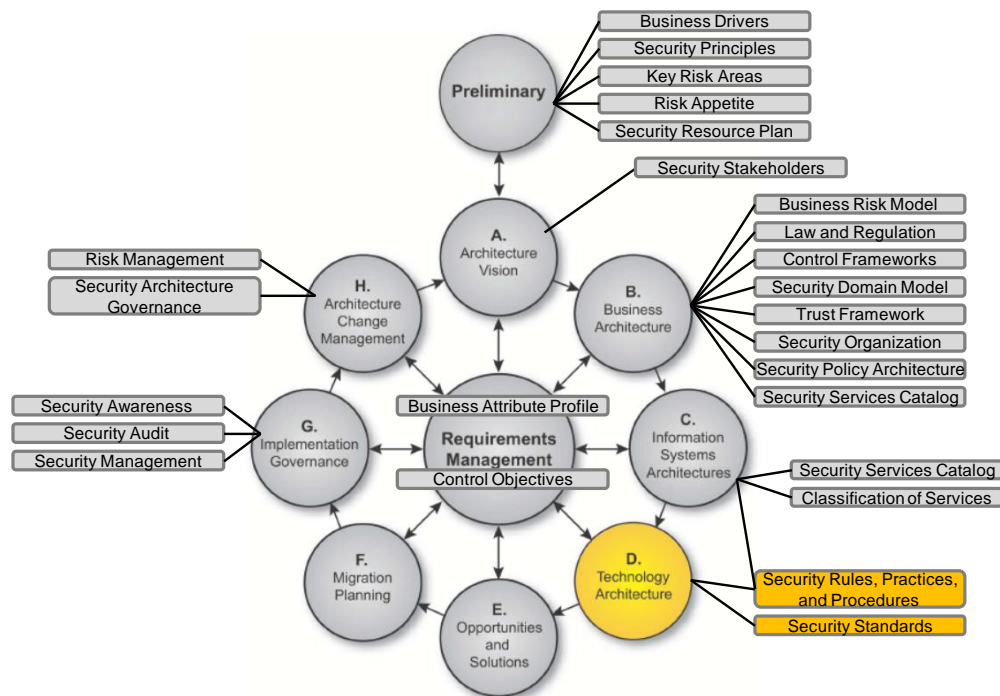 Business Drivers
Security Principles
Key Risk Areas
Risk Appetite
Security Resource Plan
Preliminary
Security Stakeholders
A.
Architecture
Vision
Business Risk Model
Law and Regulation
Control Frameworks
Security Domain Model
Trust Framework
Security Organization
Security Policy Architecture
Security Services Catalog
Risk Management
Security Architecture
Governance
H.
Architecture
Change
Management
B.
Business
Architecture
Security Awareness
Security Audit
Security Management
G.
Implementation
Governance
Business Attribute Profile
Requirements
Management
Control Objectives
C.
Information
Systems
Architectures
Security Services Catalog
Classification of Services
F.
Migration
Planning
E.
Opportunities
and
Solutions
D.
Technology
Architecture
Security Rules, Practices,
and Procedures
Security Standards